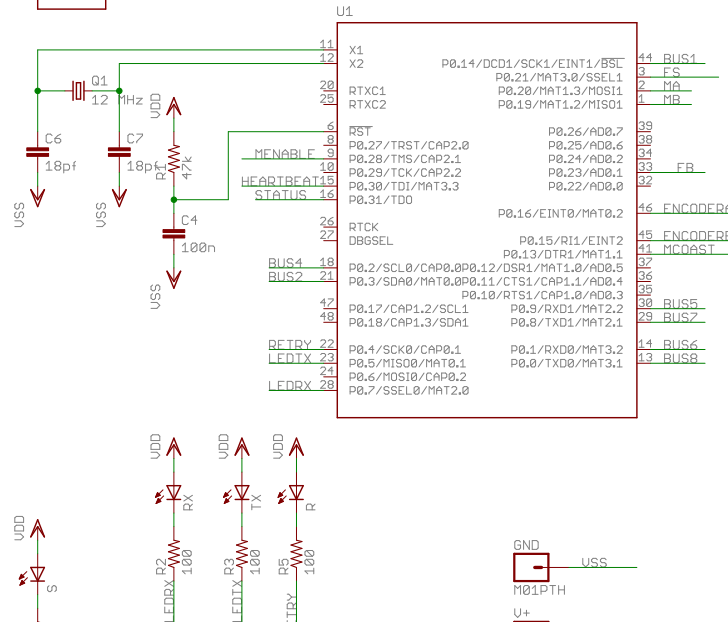 U1
11 X1
12 X2
P0.14/DCD1/SCK1/EINT1/BSL 44 BUS1
P0.21/MAT3.0/SSEL1 3 FS
20 RTXC1
P0.20/MAT1.3/MOSI1 2 MA
25 RTXC2
P0.19/MAT1.2/MISO1 1 MB
Q1
12 MHz
VDD
6 RST
P0.26/AD0.7 39
C6
18pf
C7
18pf
R1
47k
8 P0.27/TRST/CAP2.0
P0.25/AD0.6 38
MENABLE 9 P0.28/TMS/CAP2.1
P0.24/AD0.2 34
10 P0.29/TCK/CAP2.2
P0.23/AD0.1 33 FB
HEARTBEAT 15 P0.30/TDI/MAT3.3
P0.22/AD0.0 32
STATUS 16 P0.31/TDO
P0.16/EINT0/MAT0.2 46 ENCODERA
VSS
VSS
C4
100n
26 RTCK
27 DBGSEL
P0.15/RI1/EINT2 45
P0.13/DTR1/MAT1.1 41 MCOAST
BUS4 18 P0.2/SCL0/CAP0.0
P0.12/DSR1/MAT1.0/AD0.5 37
BUS2 21 P0.3/SDA0/MAT0.0
P0.11/CTS1/CAP1.1/AD0.4 36
P0.10/RTS1/CAP1.0/AD0.3 35
VSS
47 P0.17/CAP1.2/SCL1
P0.9/RXD1/MAT2.2 30 BUS5
48 P0.18/CAP1.3/SDA1
P0.8/TXD1/MAT2.1 29 BUS7
RETRY 22 P0.4/SCK0/CAP0.1
P0.1/RXD0/MAT3.2 14 BUS6
LEDTX 23 P0.5/MISO0/MAT0.1
P0.0/TXD0/MAT3.1 13 BUS8
24 P0.6/MOSI0/CAP0.2
LEDRX 28 P0.7/SSEL0/MAT2.0
VDD
VDD
VDD
RX
TX
R
VDD
S
R2
100
R3
100
R5
100
LEDRX
LEDTX
ETRY
GND
VSS
M01PTH
V+